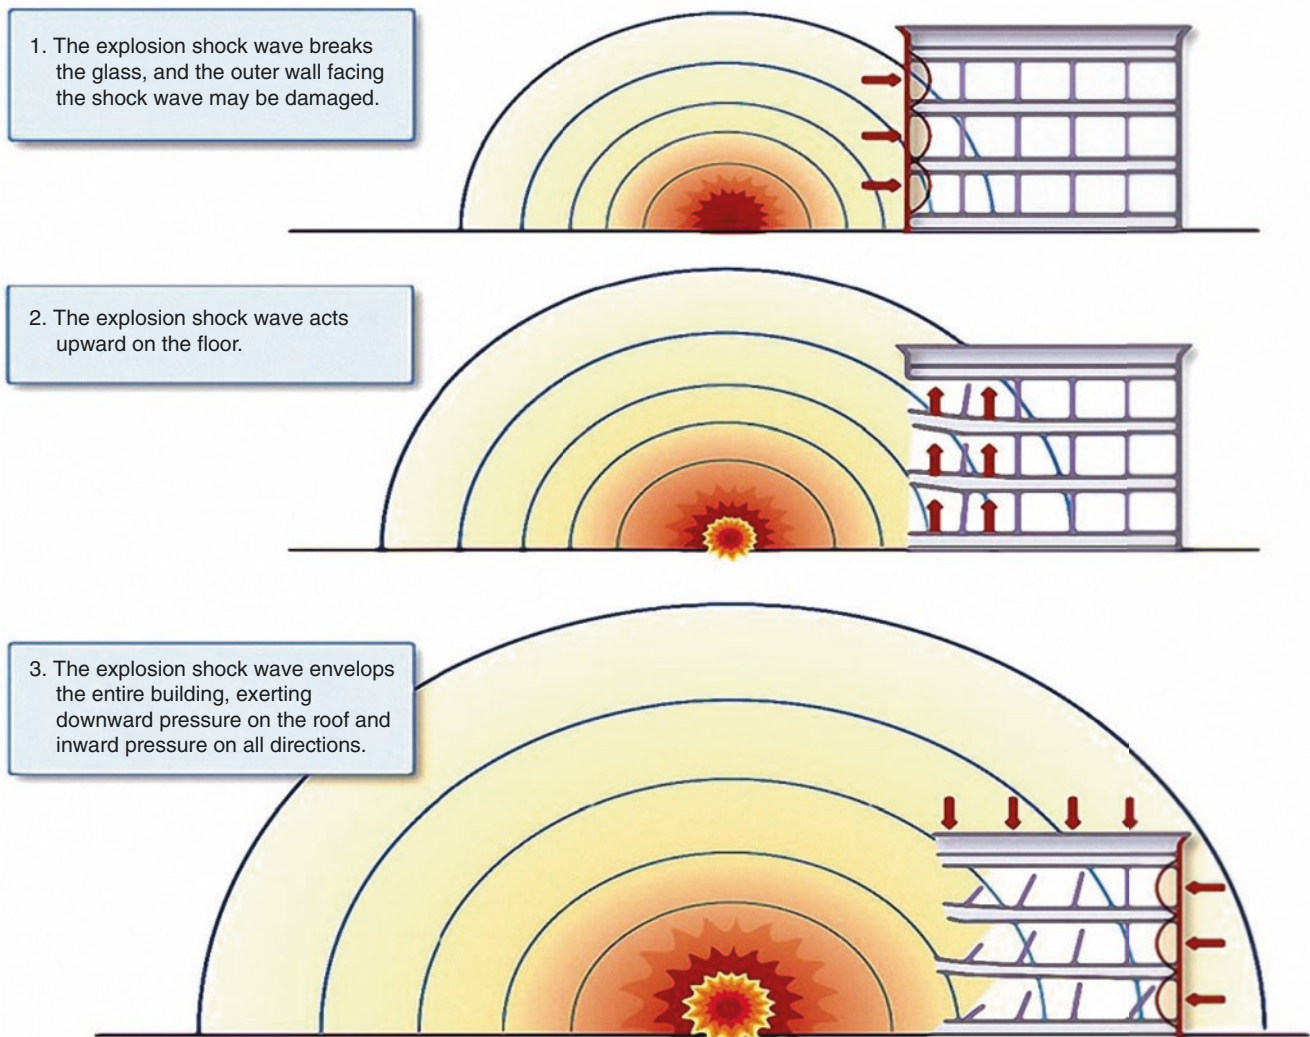 1. The explosion shock wave breaks
the glass, and the outer wall facing
the shock wave may be damaged.
2. The explosion shock wave acts
upward on the floor.
3. The explosion shock wave envelops
the entire building, exerting
downward pressure on the roof and
inward pressure on all directions.